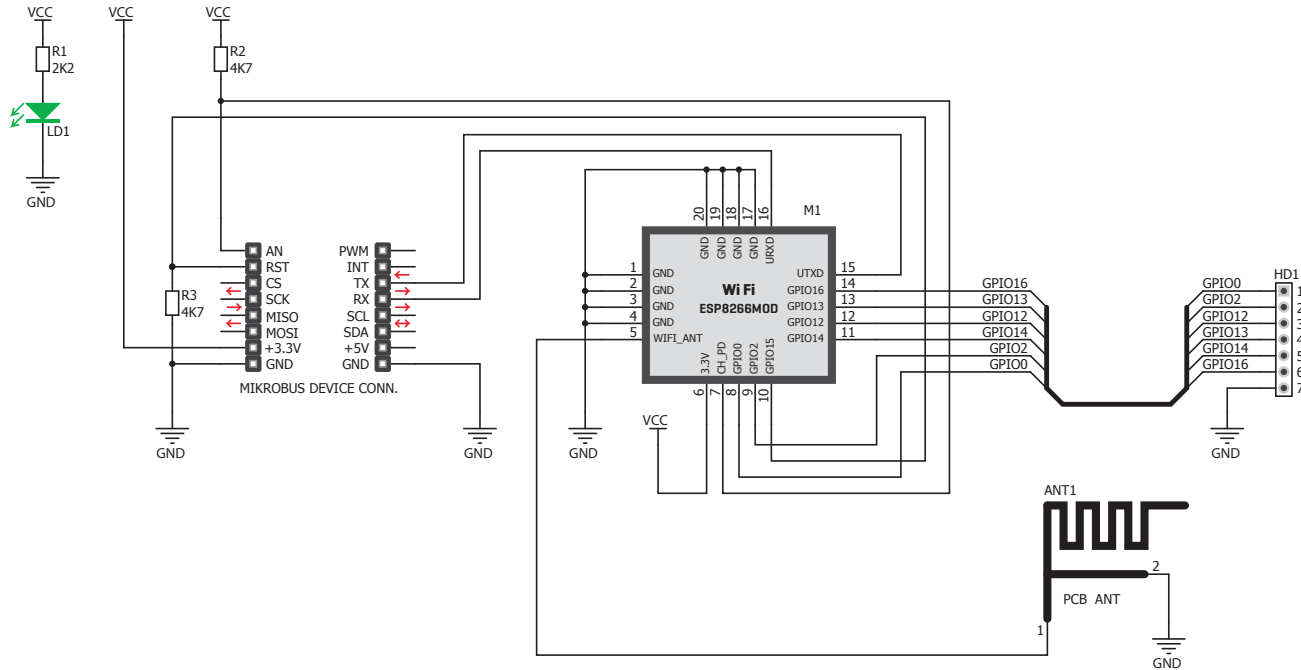 VCC
VCC
VCC
R1
2K2
R2
4K7
LD1
GND
AN
RST
CS
SCK
MISO
MOSI
+3.3V
GND
PWM
INT
TX
RX
SCL
SDA
+5V
GND
R3
4K7
MIKROBUS DEVICE CONN.
GND
GND
GND
M1
20
19
18
17
16
GND
GND
GND
GND
URXD
1
2
3
4
5
GND
GND
GND
GND
WIFI_ANT
Wi Fi
ESP8266MOD
UTXD
GPIO16
GPIO13
GPIO12
GPIO14
15
14
13
12
11
3.3V
CH_PD
GPIO0
GPIO2
GPIO15
6
7
8
9
10
VCC
GPIO16
GPIO13
GPIO12
GPIO14
GPIO2
GPIO0
HD1
GPIO0
GPIO2
GPIO12
GPIO13
GPIO14
GPIO16
1
2
3
4
5
6
7
GND
ANT1
2
PCB ANT
1
GND